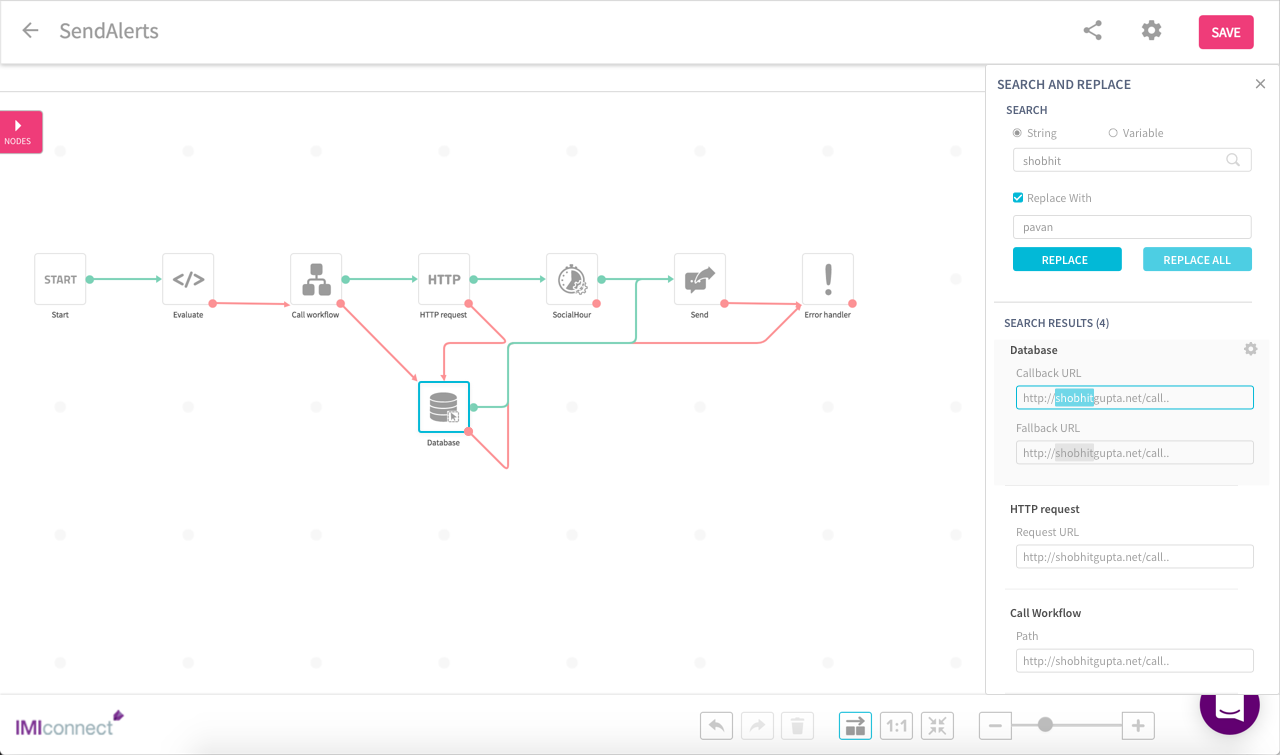 SendAlerts
SAVE
NODES
START
</>
HTTP
Start
Evaluate
Call workflow
HTTP request
SocialHour
Send
Error handler
Database
SEARCH AND REPLACE
SEARCH
String
Variable
shobhit
Replace With
pavan
REPLACE
REPLACE ALL
SEARCH RESULTS (4)
Database
Callback URL
http://shobhitgupta.net/call..
Fallback URL
http://shobhitgupta.net/call..
HTTP request
Request URL
http://shobhitgupta.net/call..
Call Workflow
Path
http://shobhitgupta.net/call..
IMIconnect
1:1